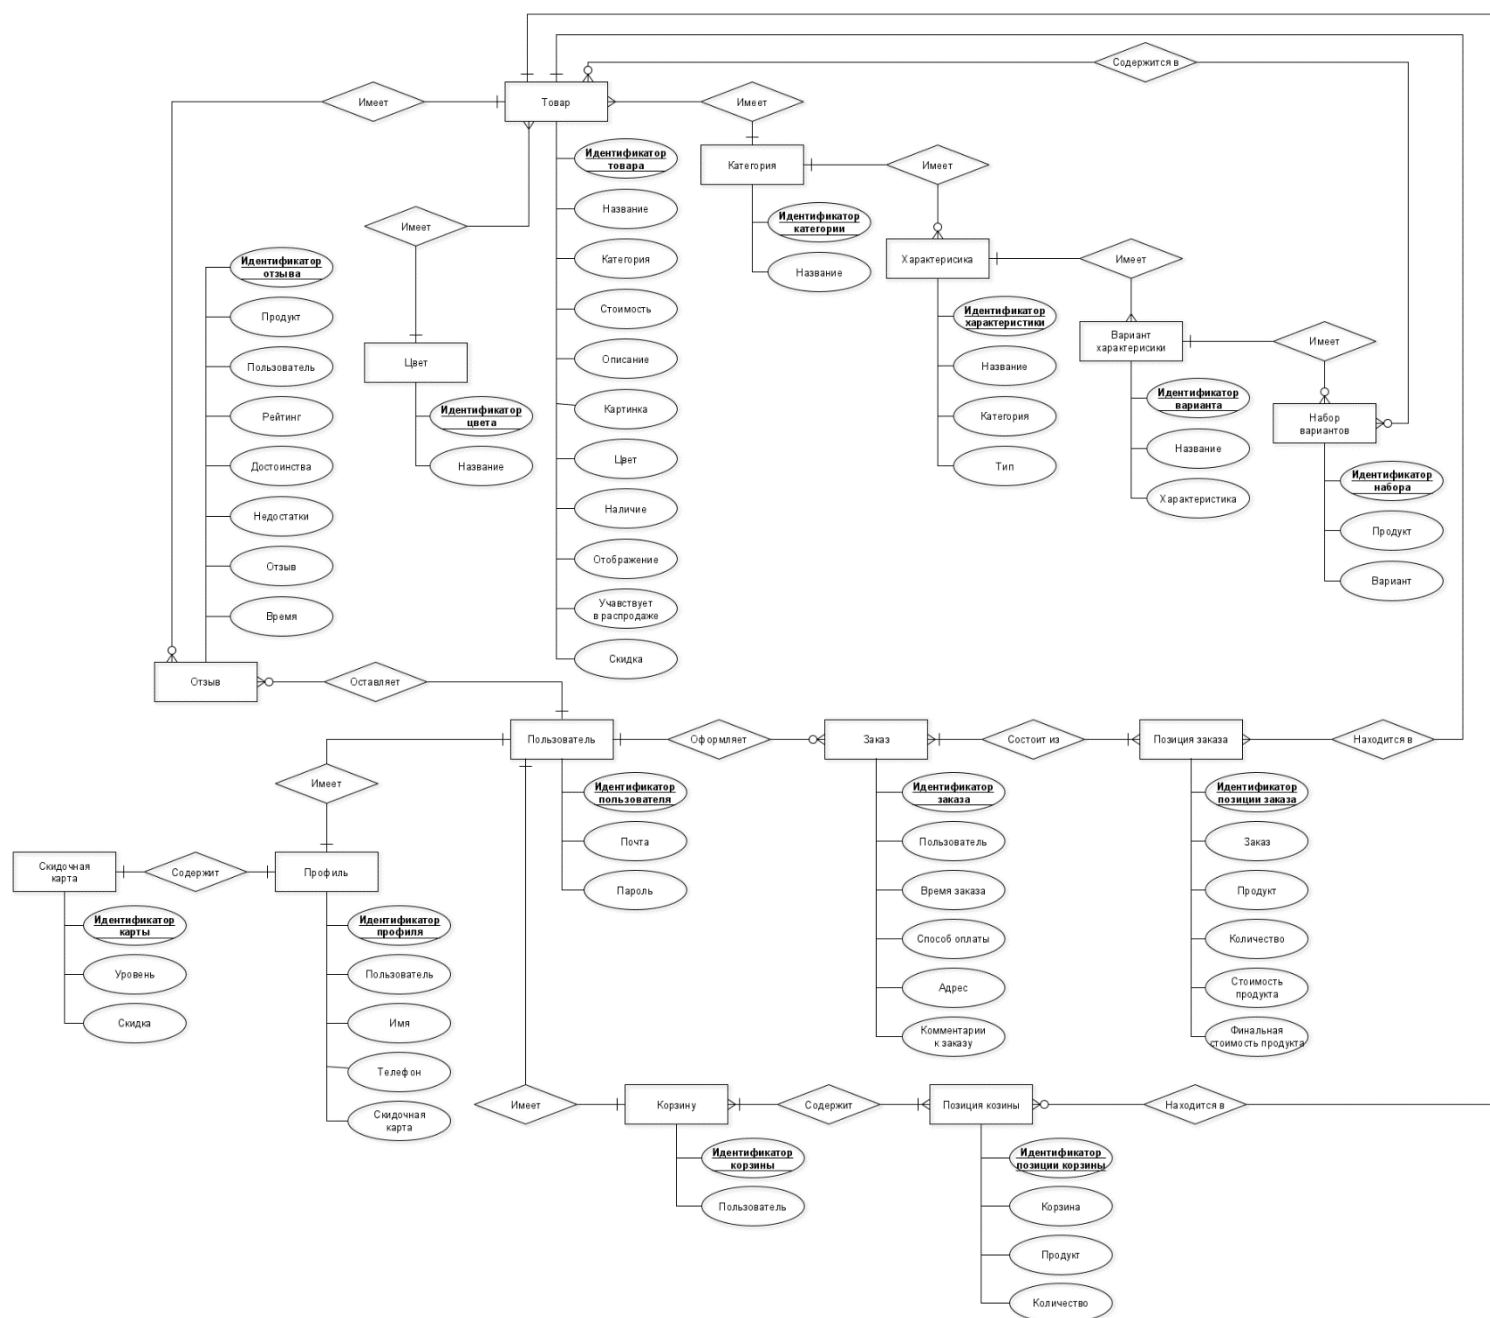 Содержится в
Имеет
Товар
Имеет
Идентификатор
товара
Категория
Имеет
Название
Идентификатор
категории
Имеет
Идентификатор
отзыва
Категория
Название
Характерисика
Имеет
Продукт
Стоимость
Идентификатор
характеристики
Цвет
Вариант
характерисики
Имеет
Пользователь
Описание
Название
Идентификатор
цвета
Картинка
Идентификатор
варианта
Рейтинг
Категория
Набор
вариантов
Название
Достоинства
Цвет
Тип
Название
Идентификатор
набора
Характеристика
Недостатки
Наличие
Продукт
Отзыв
Отображение
Вариант
Время
Учавствует
в распродаже
Скидка
Отзыв
Оставляет
Пользователь
Оформляет
Заказ
Состоит из
Позиция заказа
Находится в
Имеет
Идентификатор
пользователя
Идентификатор
заказа
Идентификатор
позиции заказа
Почта
Пользователь
Заказ
Скидочная
карта
Содержит
Профиль
Пароль
Время заказа
Продукт
Идентификатор
карты
Идентификатор
профиля
Способ оплаты
Количество
Уровень
Пользователь
Адрес
Стоимость
продукта
Скидка
Имя
Комментарии
к заказу
Финальная
стоимость продукта
Телефон
Имеет
Корзину
Содержит
Позиция козины
Находится в
Скидочная
карта
Идентификатор
корзины
Идентификатор
позиции корзины
Пользователь
Корзина
Продукт
Количество